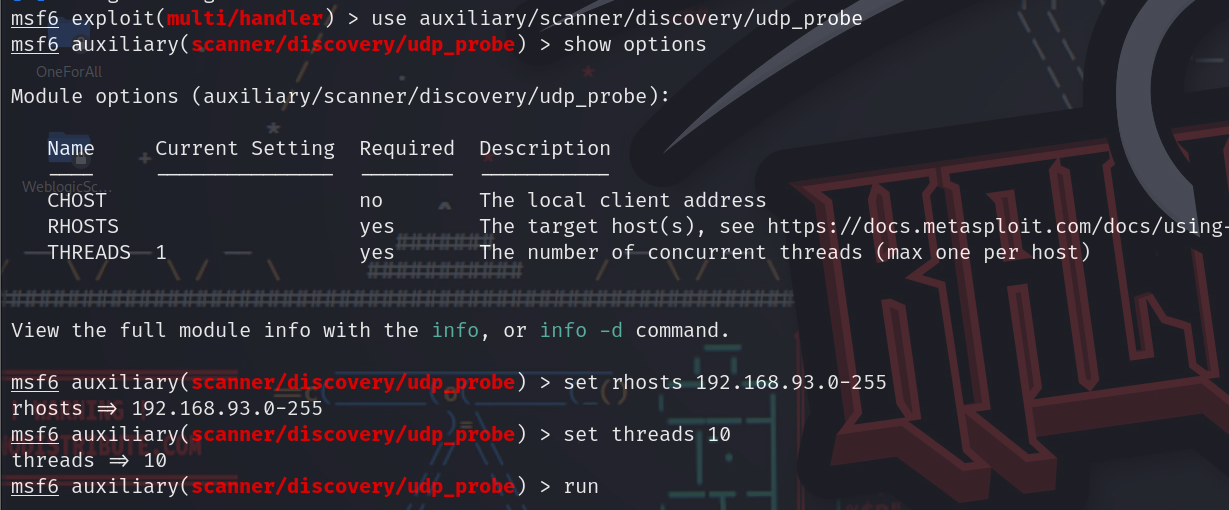 msf6 exploit(multi/handler) > use auxiliary/scanner/discovery/udp_probe
msf6 auxiliary(scanner/discovery/udp_probe) > show options
OneForAll
Module options (auxiliary/scanner/discovery/udp_probe):
Name Current Setting Required Description
---- --------------- -------- -----------
WeblogicSc...
CHOST no The local client address
RHOSTS yes The target host(s), see https://docs.metasploit.com/docs/using-
THREADS 1 yes The number of concurrent threads (max one per host)
View the full module info with the info, or info -d command.
msf6 auxiliary(scanner/discovery/udp_probe) > set rhosts 192.168.93.0-255
rhosts => 192.168.93.0-255
msf6 auxiliary(scanner/discovery/udp_probe) > set threads 10
threads => 10
msf6 auxiliary(scanner/discovery/udp_probe) > run